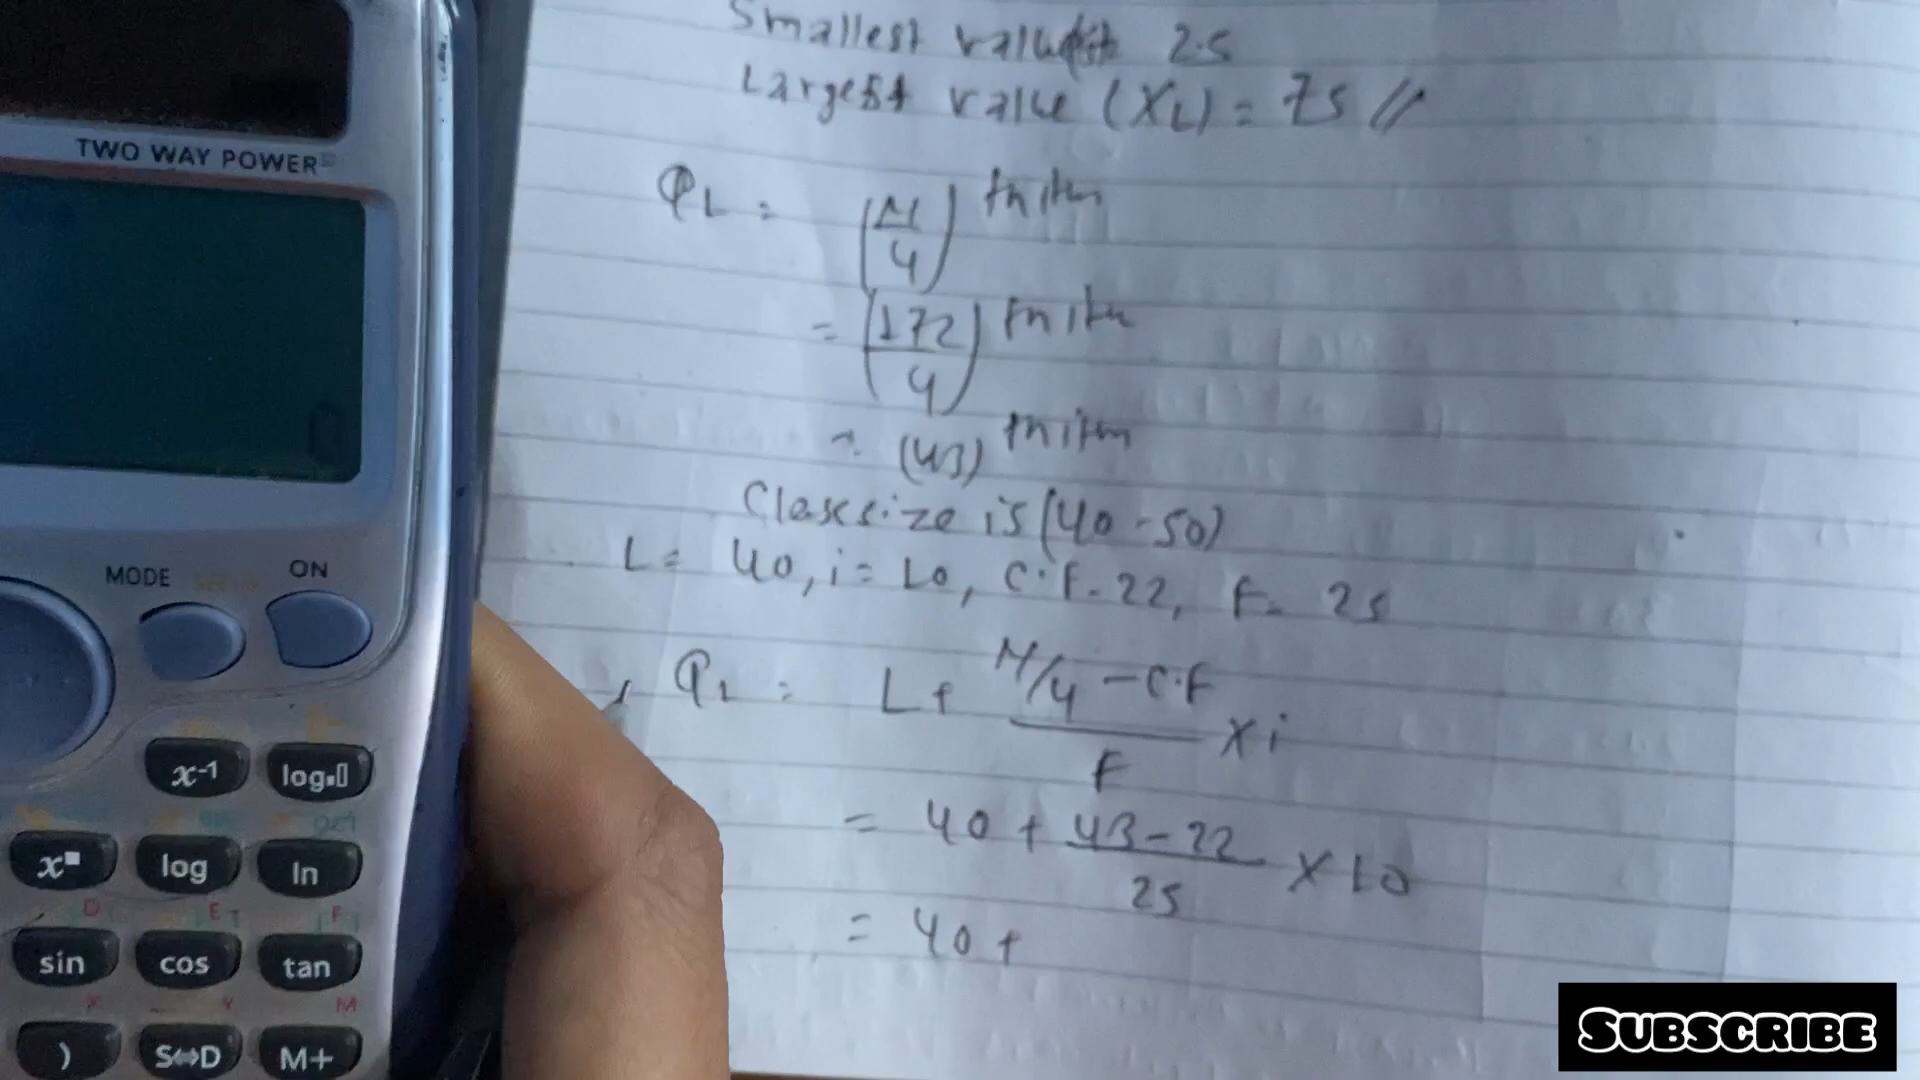 TWO WAY POWER
MODE SETUP ON
x-1 log▪▯
x■ log ln
D E F
sin cos tan
X Y M
) S⇔D M+
Smallest 25
Largest value (XL) = 75 //
Q1 = (N/4) th item
= (172/4) th item
= (43) th item
Class size is (40-50)
L = 40, i = 10, C.F = 22, F = 25
Q1 = L + N/4 - C.F / F × i
= 40 + 43-22 / 25 × 10
= 40 +
SUBSCRIBE